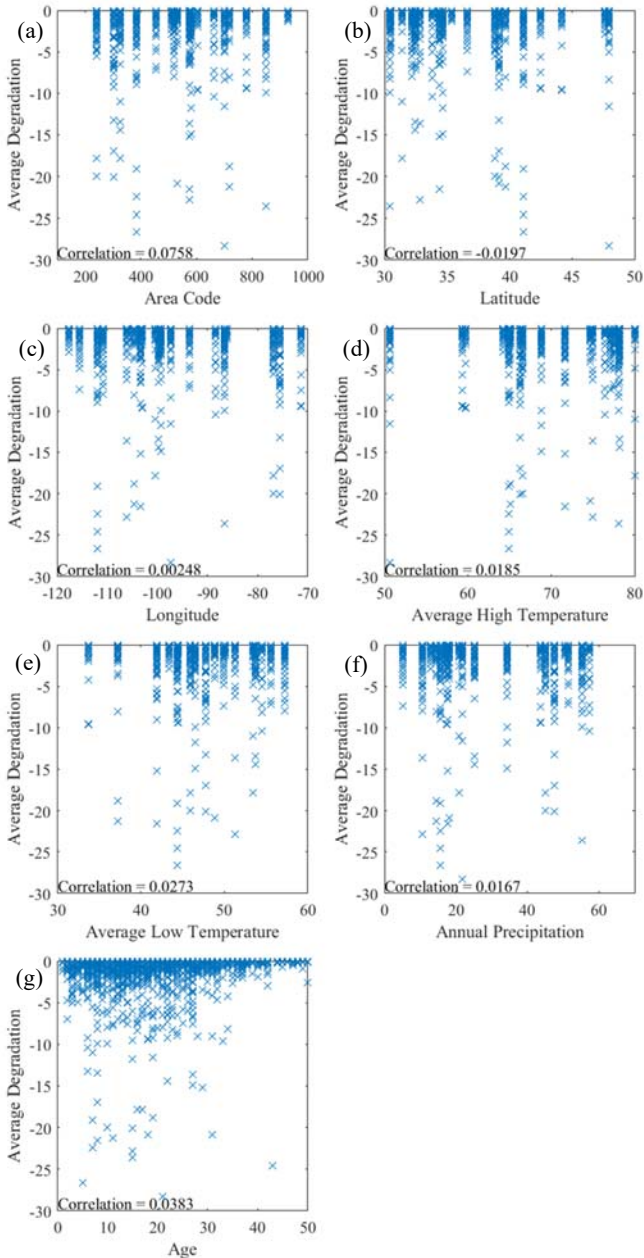 (a)
Average Degradation
0
-5
-10
-15
-20
-25
-30
Correlation = 0.0758
200 400 600 800 1000
Area Code
(b)
Average Degradation
0
-5
-10
-15
-20
-25
-30
Correlation = -0.0197
30 35 40 45 50
Latitude
(c)
Average Degradation
0
-5
-10
-15
-20
-25
-30
Correlation = 0.00248
-120 -110 -100 -90 -80 -70
Longitude
(d)
Average Degradation
0
-5
-10
-15
-20
-25
-30
Correlation = 0.0185
50 60 70 80
Average High Temperature
(e)
Average Degradation
0
-5
-10
-15
-20
-25
-30
Correlation = 0.0273
30 40 50 60
Average Low Temperature
(f)
Average Degradation
0
-5
-10
-15
-20
-25
-30
Correlation = 0.0167
0 20 40 60
Annual Precipitation
(g)
Average Degradation
0
-5
-10
-15
-20
-25
-30
Correlation = 0.0383
0 10 20 30 40 50
Age